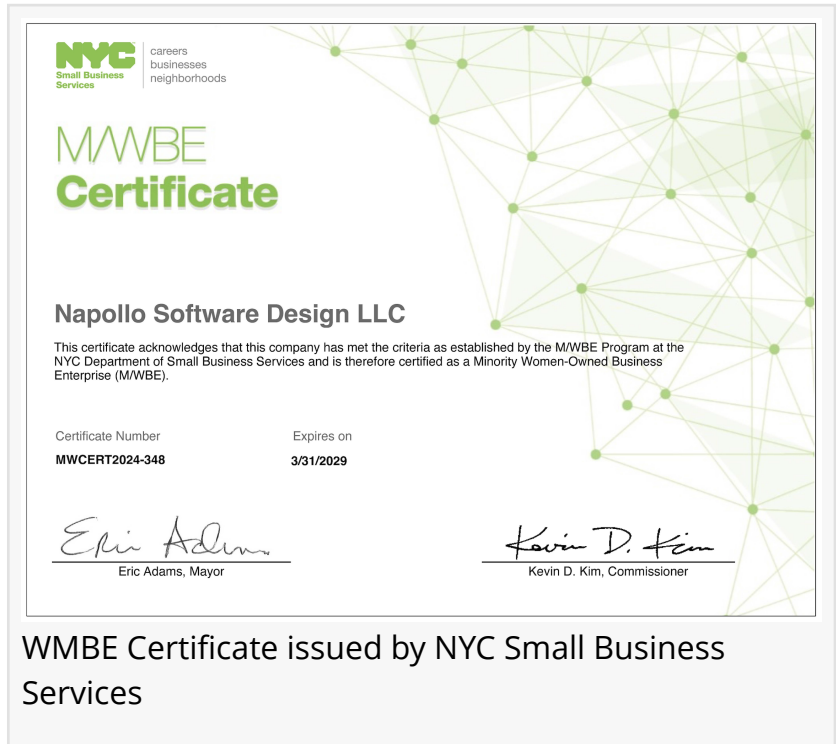 NYC
Small Business
Services
careers
businesses
neighborhoods
M/WBE
Certificate
Napollo Software Design LLC
This certificate acknowledges that this company has met the criteria as established by the M/WBE Program at the
NYC Department of Small Business Services and is therefore certified as a Minority Women-Owned Business
Enterprise (M/WBE).
Certificate Number
Expires on
MWCERT2024-348
3/31/2029
Eric Adams
Kevin D. Kim
Eric Adams, Mayor
Kevin D. Kim, Commissioner
WMBE Certificate issued by NYC Small Business
Services